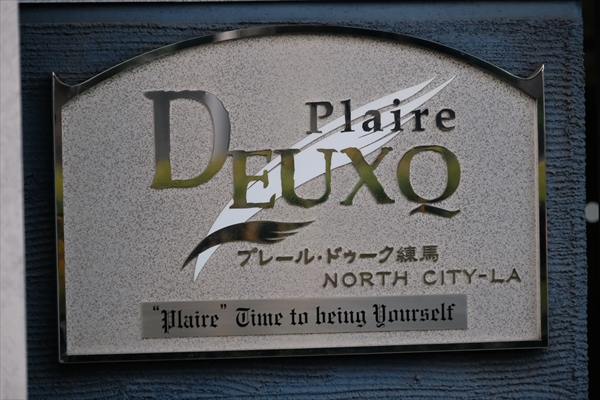 Plaire
DEUXQ
プレール・ドゥーク練馬
NORTH CITY-LA
"Plaire" Time to being Yourself